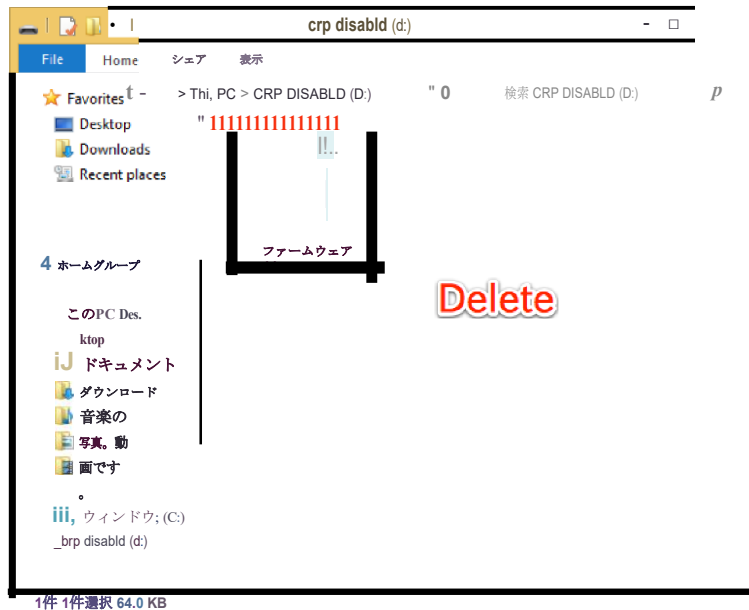 crp disabld (d:)
File Home シェア 表示
Favorites t - > Thi, PC > CRP DISABLD (D:) " 0 検索 CRP DISABLD (D:) p
Desktop
" 111111111111111
Downloads
|!..
Recent places
ファームウェア
4 ホームグループ
Delete
このPC Des.
ktop
iJ ドキュメント
ダウンロード
音楽の
写真。動
画です
。
iii, ウィンドウ; (C:)
_brp disabld (d:)
1件 1件選択 64.0 KB